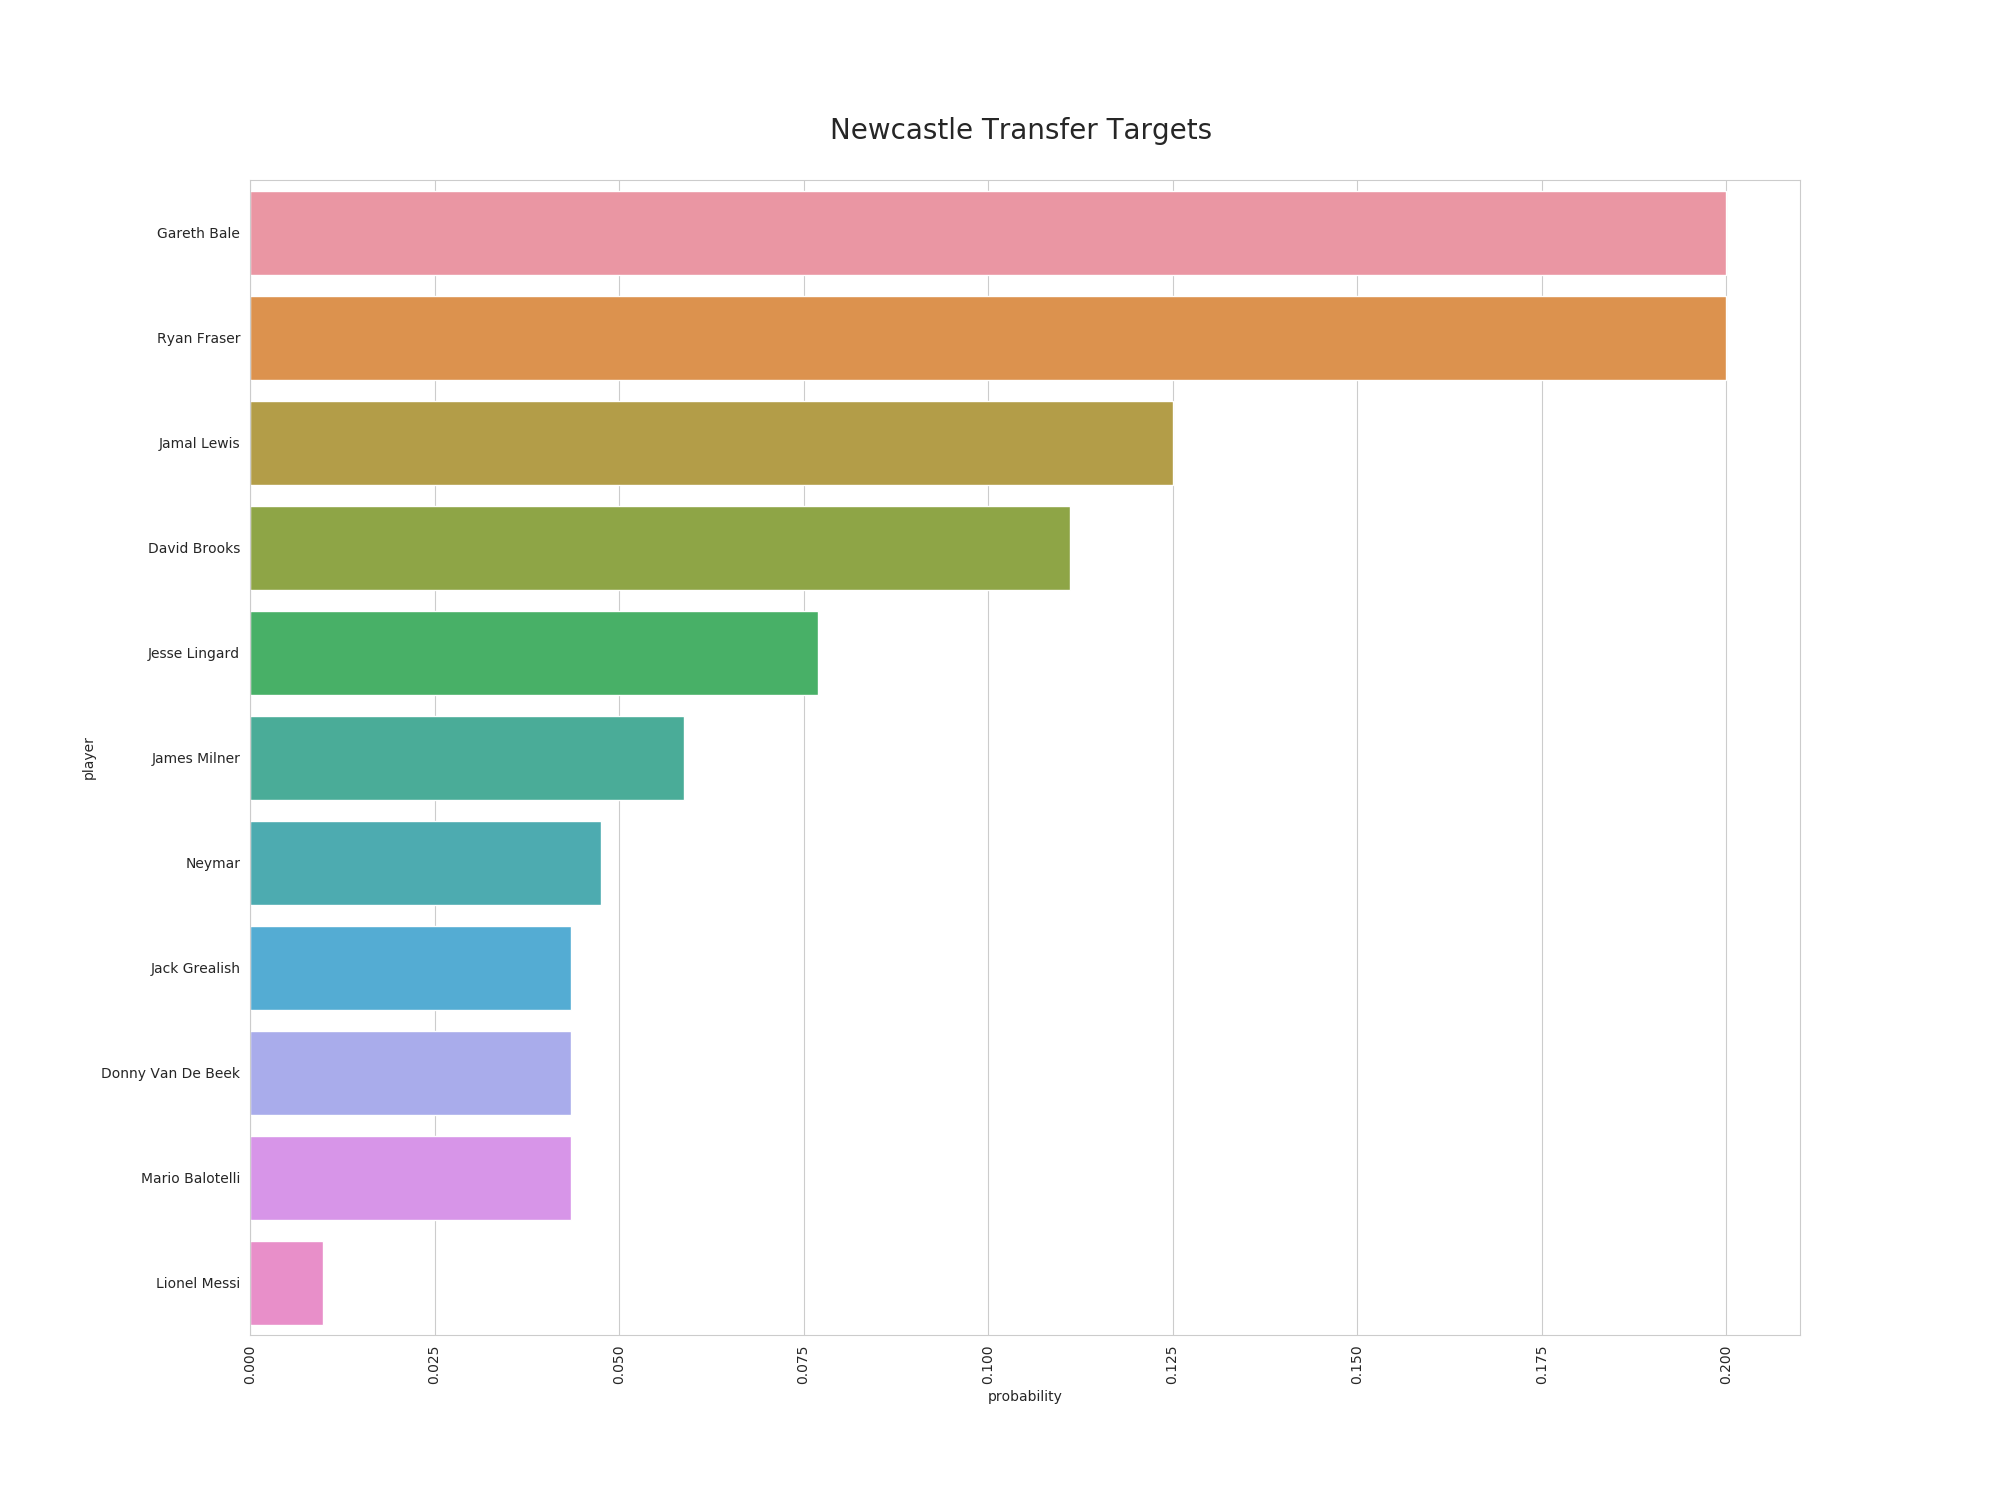 Newcastle Transfer Targets
Gareth Bale
Ryan Fraser
Jamal Lewis
David Brooks
Jesse Lingard
James Milner
Neymar
Jack Grealish
Donny Van De Beek
Mario Balotelli
Lionel Messi
player
0.000
0.025
0.050
0.075
0.100
0.125
0.150
0.175
0.200
probability